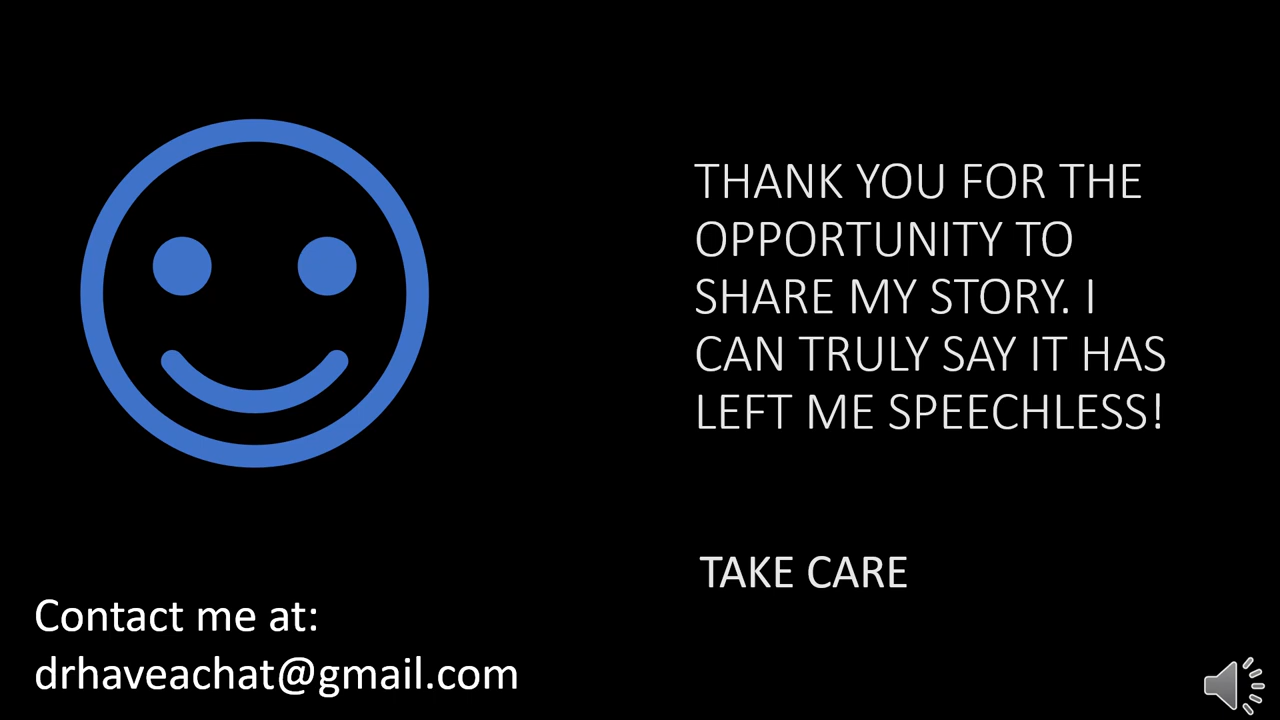 THANK YOU FOR THE
OPPORTUNITY TO
SHARE MY STORY. I
CAN TRULY SAY IT HAS
LEFT ME SPEECHLESS!
TAKE CARE
Contact me at:
drhaveachat@gmail.com